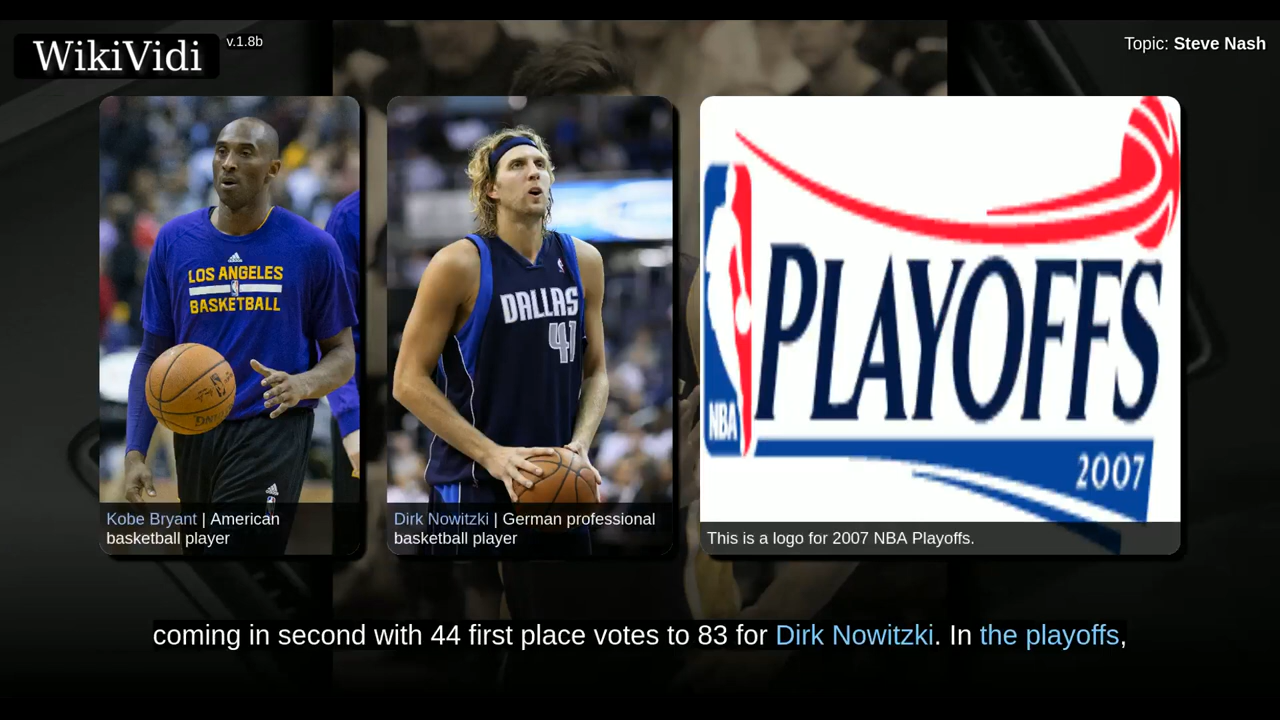 WikiVidi v.1.8b
Topic: Steve Nash
LOS ANGELES
BASKETBALL
Kobe Bryant | American
basketball player
DALLAS
41
Dirk Nowitzki | German professional
basketball player
NBA
PLAYOFFS
2007
This is a logo for 2007 NBA Playoffs.
coming in second with 44 first place votes to 83 for Dirk Nowitzki. In the playoffs,